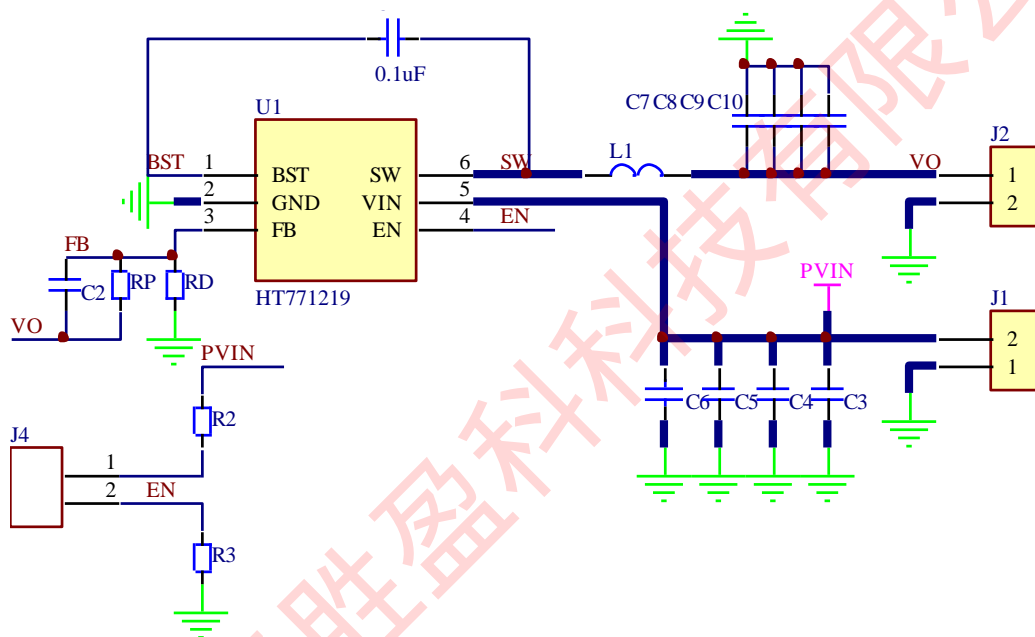 0.1uF
U1
C7 C8 C9 C10
J2
BST
1
BST
SW
6
SW
L1
VO
1
2
GND
VIN
5
2
3
FB
EN
4
EN
FB
C2
RP
RD
HT771219
PVIN
J1
VO
2
PVIN
1
R2
C6
C5
C4
C3
J4
1
2
EN
R3
胜盈科技有限公